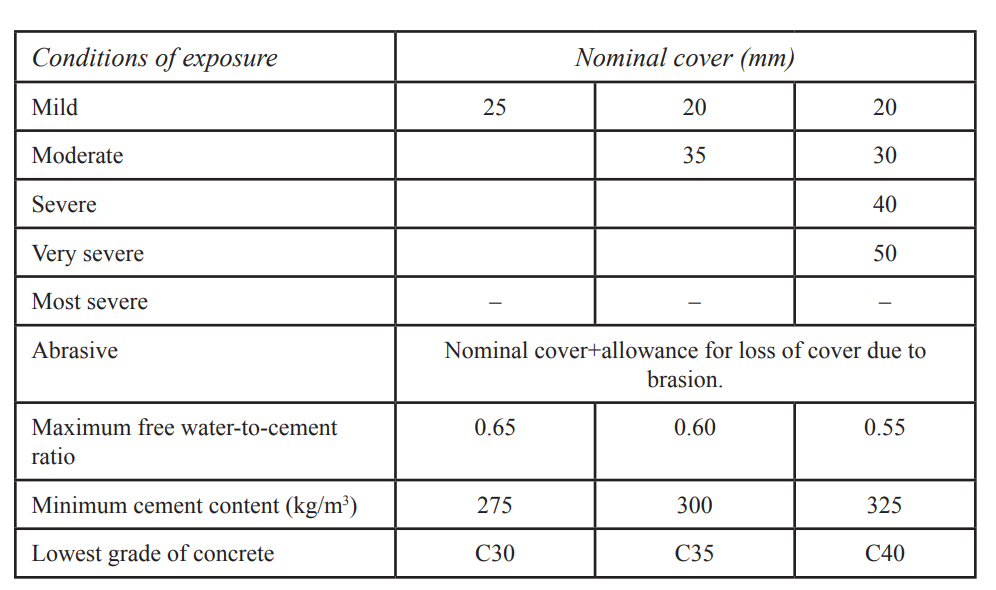 Conditions of exposure Nominal cover (mm)
Mild 25 20 20
Moderate 35 30
Severe 40
Very severe 50
Most severe – – –
Abrasive Nominal cover+allowance for loss of cover due to
brasion.
Maximum free water-to-cement 0.65 0.60 0.55
ratio
Minimum cement content (kg/m³) 275 300 325
Lowest grade of concrete C30 C35 C40